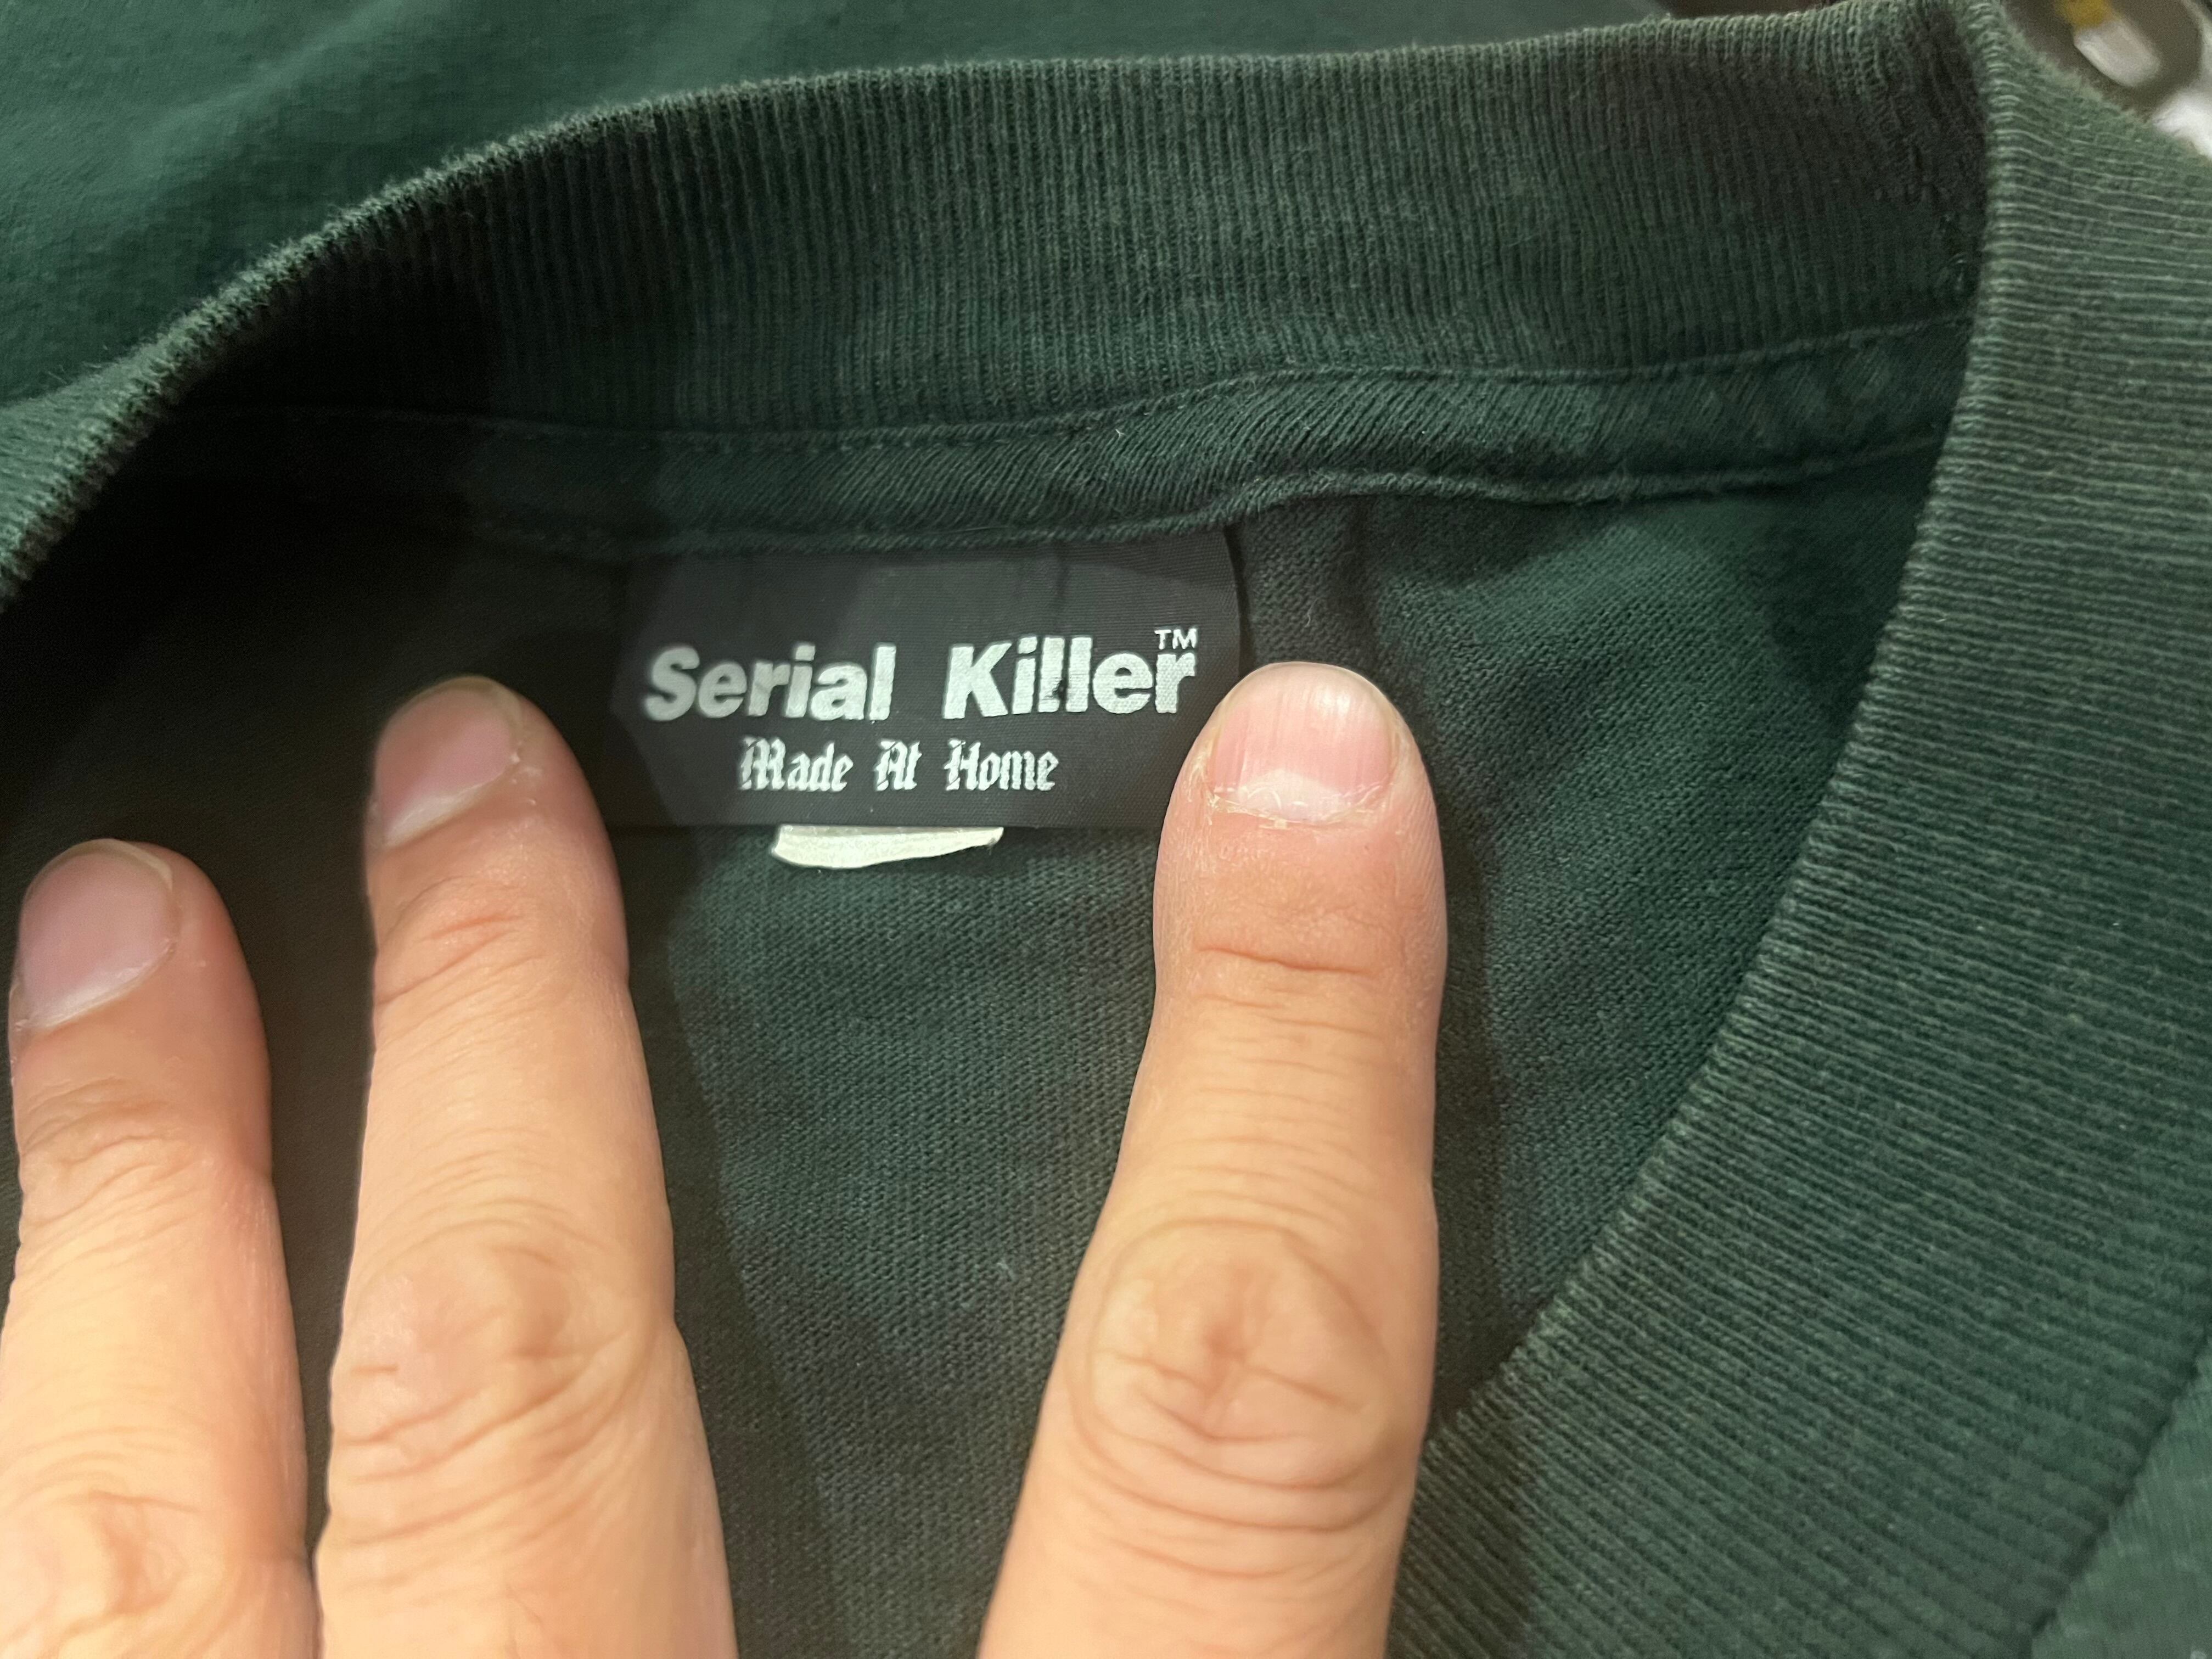 Serial Killer™
Made At Home